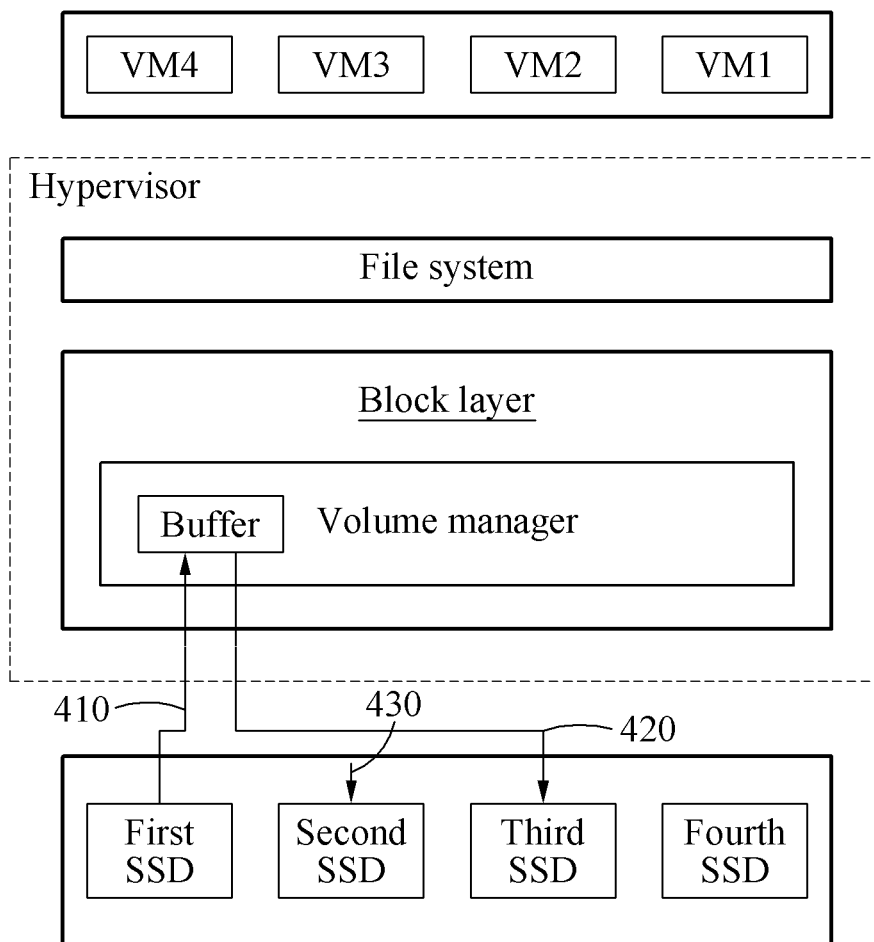 VM4 VM3 VM2 VM1
Hypervisor
File system
Block layer
Buffer Volume manager
410 430 420
First SSD
Second SSD
Third SSD
Fourth SSD